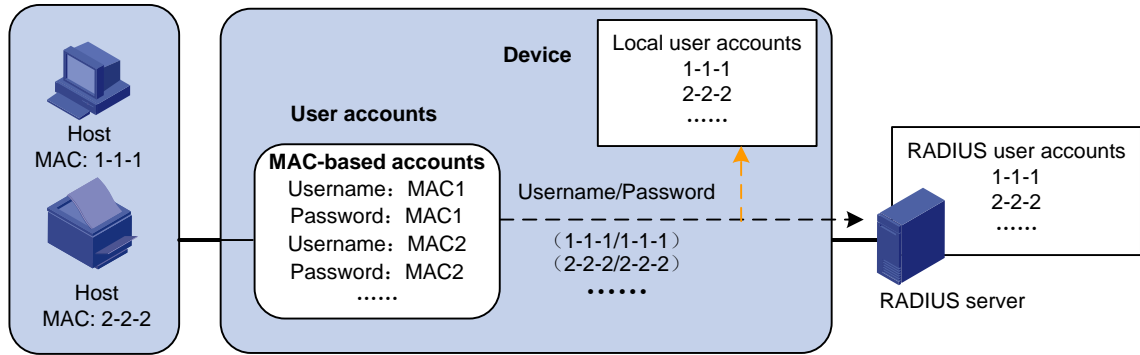 Host
MAC: 1-1-1
Host
MAC: 2-2-2
Device
User accounts
MAC-based accounts
Username：MAC1
Password：MAC1
Username：MAC2
Password：MAC2
……
Local user accounts
1-1-1
2-2-2
……
Username/Password
（1-1-1/1-1-1）
（2-2-2/2-2-2）
……
RADIUS user accounts
1-1-1
2-2-2
……
RADIUS server